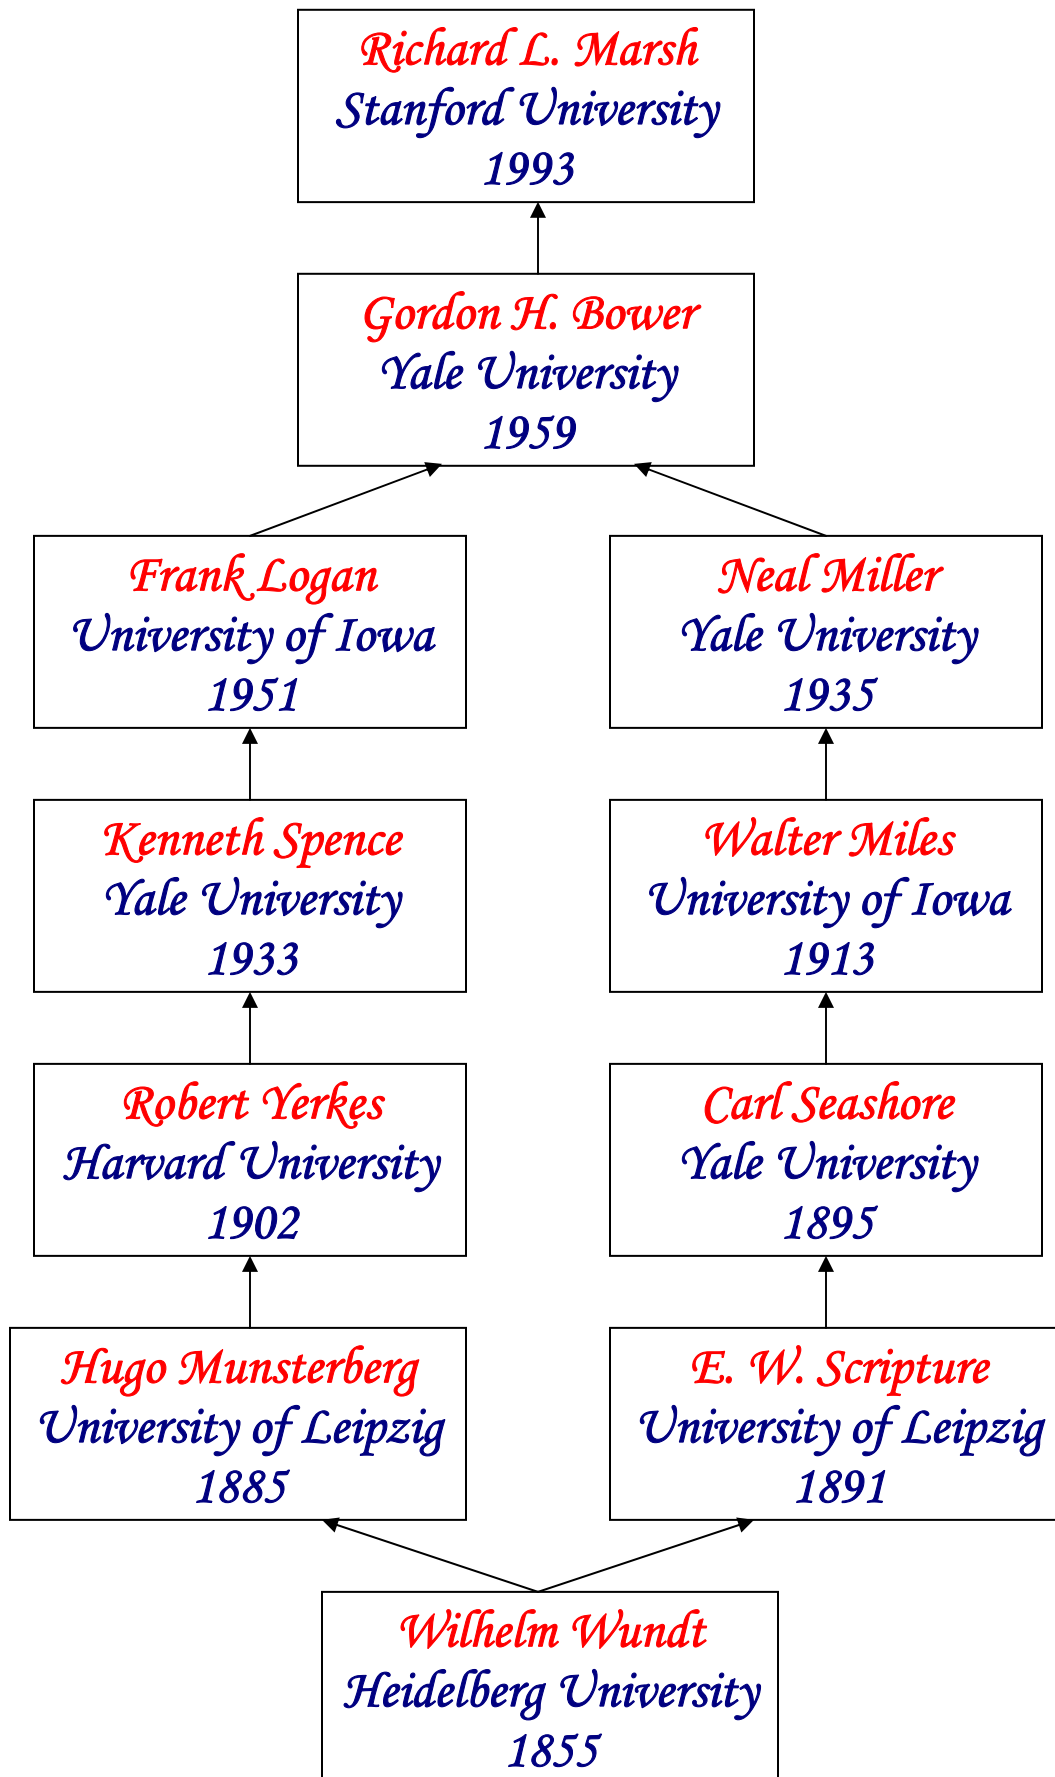 Richard L. Marsh
Stanford University
1993
Gordon H. Bower
Yale University
1959
Frank Logan
University of Iowa
1951
Neal Miller
Yale University
1935
Kenneth Spence
Yale University
1933
Walter Miles
University of Iowa
1913
Robert Yerkes
Harvard University
1902
Carl Seashore
Yale University
1895
Hugo Munsterberg
University of Leipzig
1885
E. W. Scripture
University of Leipzig
1891
Wilhelm Wundt
Heidelberg University
1855